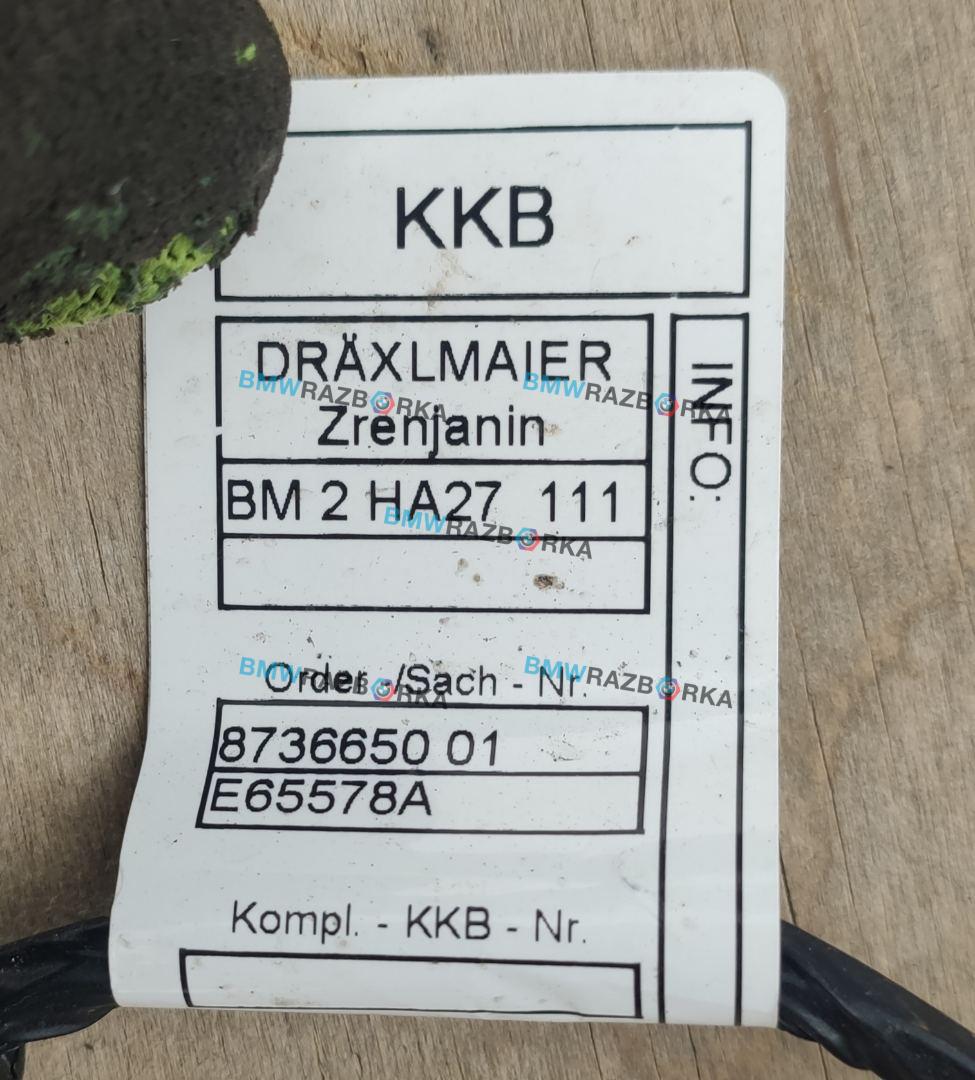 KKB
DRÄXLMAIER
Zrenjanin
BM 2 HA27 111
INFO:
Order -/Sach - Nr.
8736650 01
E65578A
Kompl. - KKB - Nr.
BMWRAZBORKA
BMWRAZBORKA
BMWRAZBORKA
BMWRAZBORKA
BMWRAZBORKA